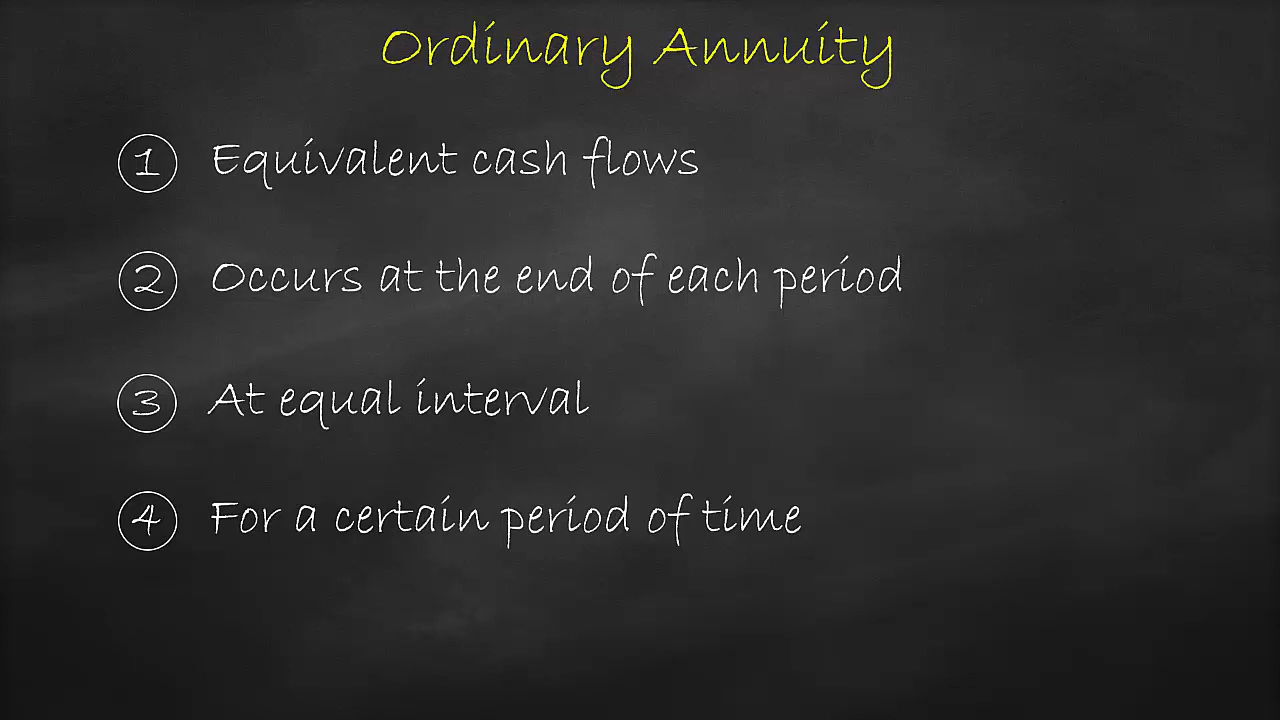 Ordinary Annuity
1 Equivalent cash flows
2 Occurs at the end of each period
3 At equal interval
4 For a certain period of time